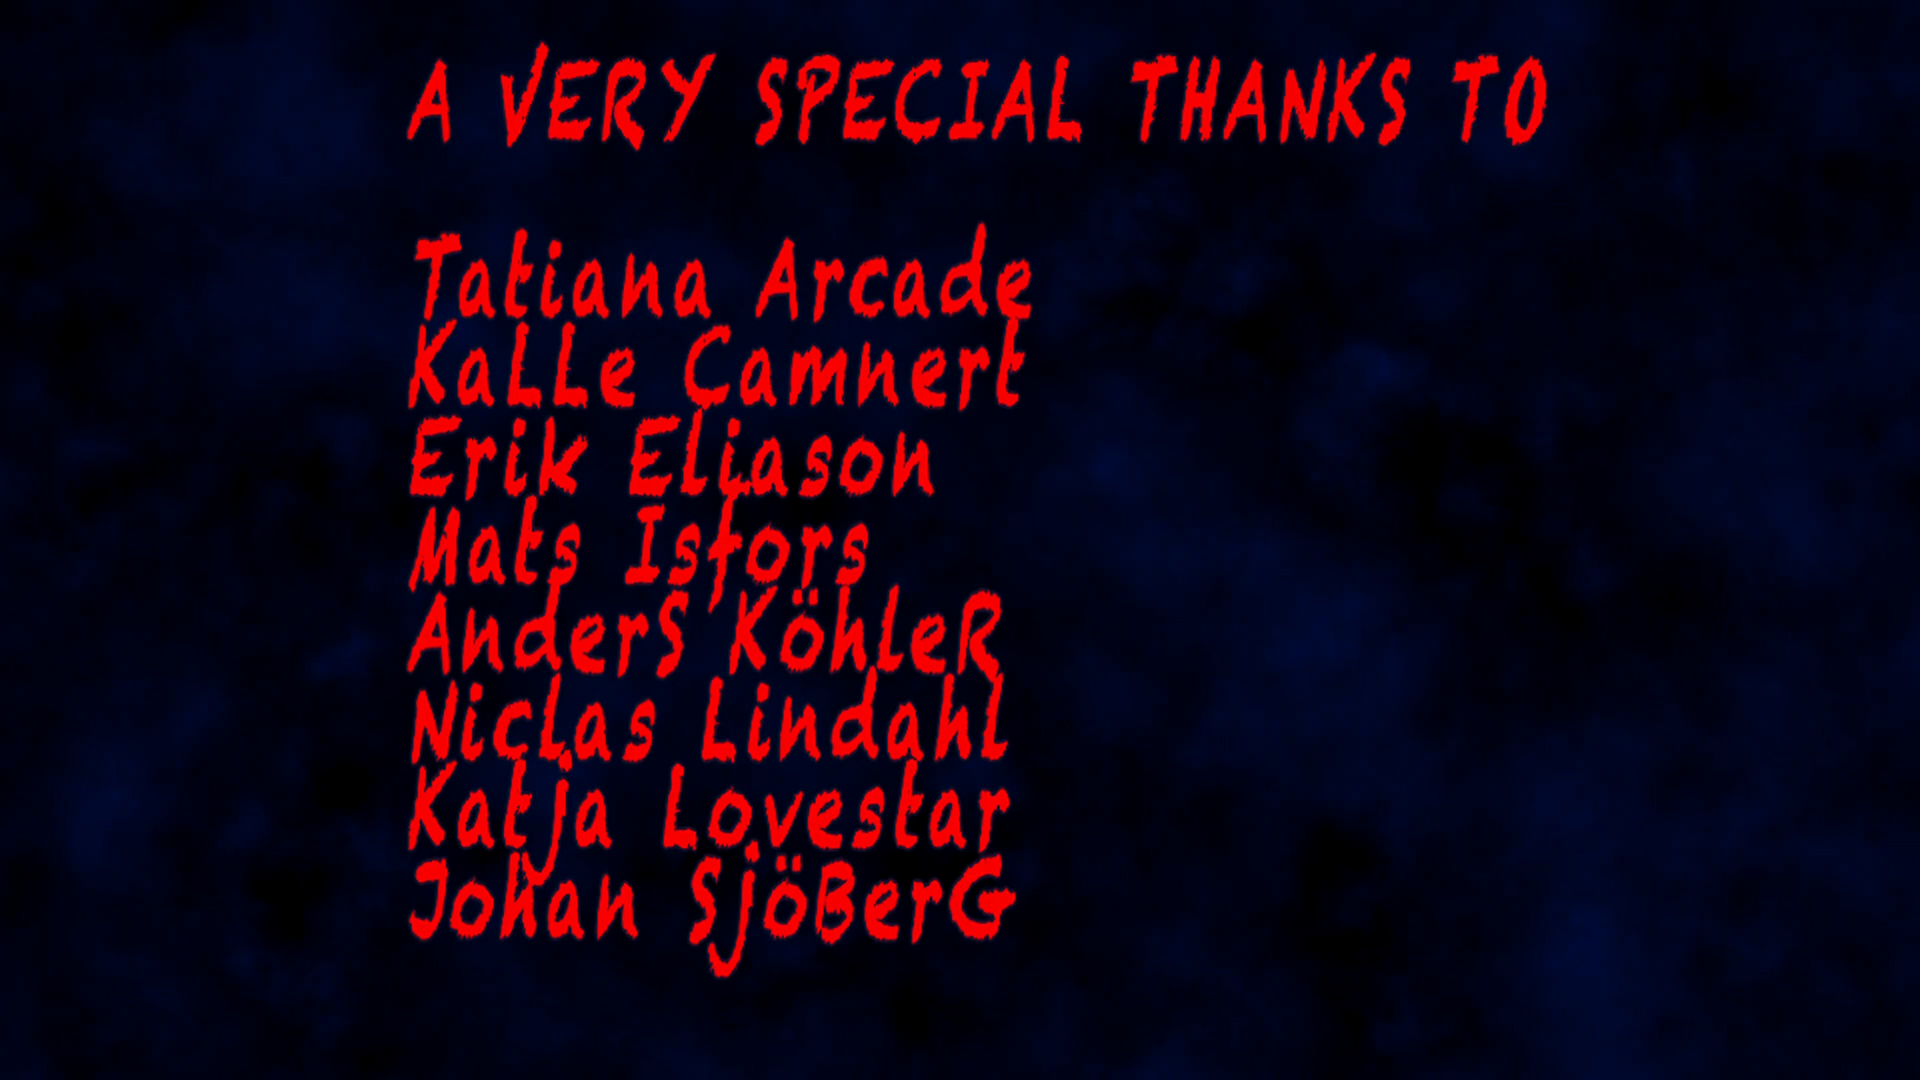 A VERY SPECIAL THANKS TO
Tatiana Arcade
Kalle Camnert
Erik Eliason
Mats Isfors
AnderS KöhleR
Niclas Lindahl
Katja Lovestar
Johan SjöBerG